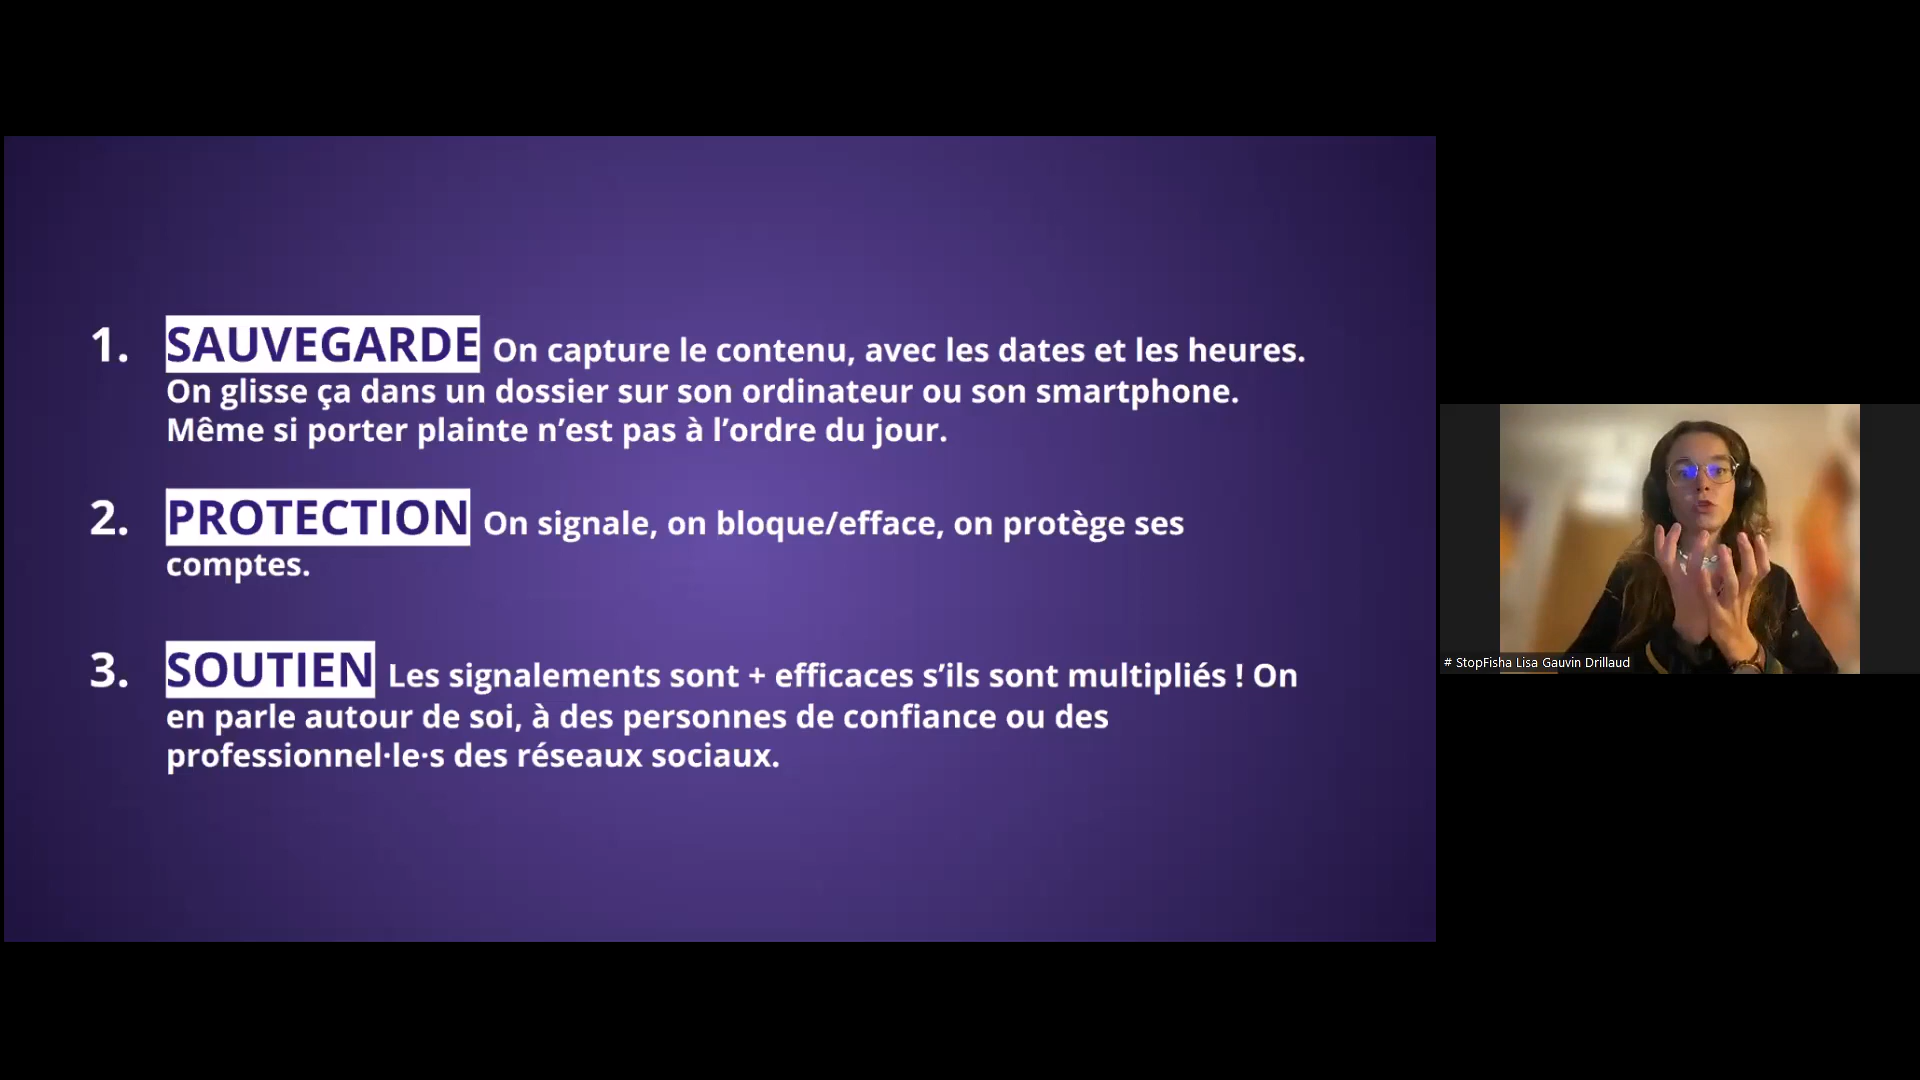 1. SAUVEGARDE On capture le contenu, avec les dates et les heures.
On glisse ça dans un dossier sur son ordinateur ou son smartphone.
Même si porter plainte n’est pas à l’ordre du jour.
2. PROTECTION On signale, on bloque/efface, on protège ses
comptes.
3. SOUTIEN Les signalements sont + efficaces s’ils sont multipliés ! On
en parle autour de soi, à des personnes de confiance ou des
professionnel·le·s des réseaux sociaux.
# StopFisha Lisa Gauvin Drillaud